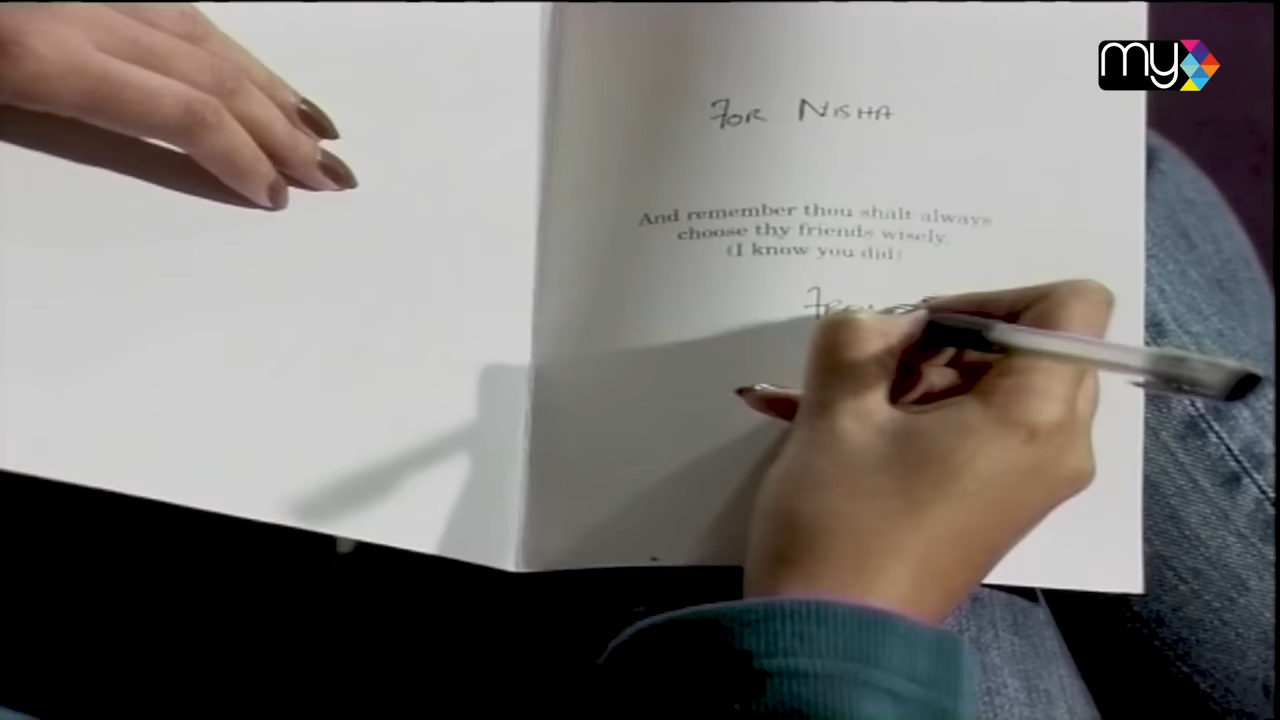 my
FOR NISHA
And remember thou shalt always
choose thy friends wisely
(I know you did)